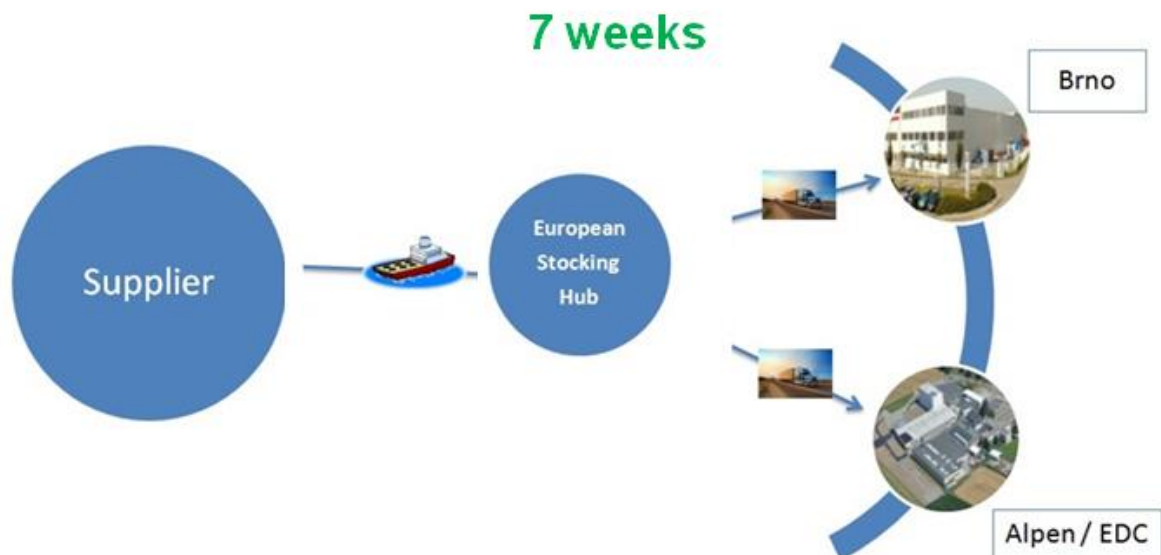 7 weeks
Brno
Supplier
European
Stocking
Hub
Alpen / EDC